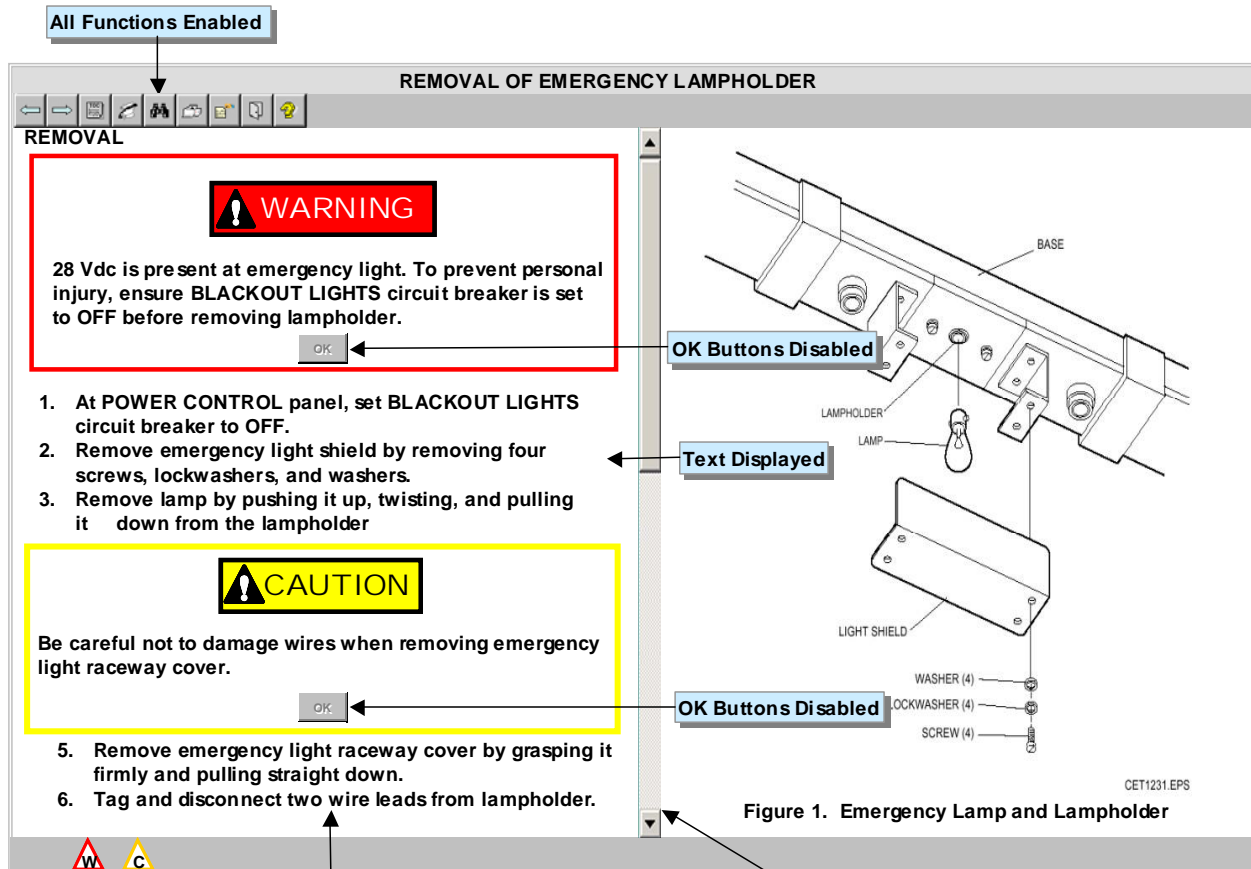 All Functions Enabled
REMOVAL OF EMERGENCY LAMPHOLDER
REMOVAL
WARNING
28 Vdc is present at emergency light. To prevent personal
injury, ensure BLACKOUT LIGHTS circuit breaker is set
to OFF before removing lampholder.
OK
OK Buttons Disabled
1. At POWER CONTROL panel, set BLACKOUT LIGHTS
circuit breaker to OFF.
2. Remove emergency light shield by removing four
screws, lockwashers, and washers.
3. Remove lamp by pushing it up, twisting, and pulling
it down from the lampholder
Text Displayed
CAUTION
Be careful not to damage wires when removing emergency
light raceway cover.
OK
OK Buttons Disabled
5. Remove emergency light raceway cover by grasping it
firmly and pulling straight down.
6. Tag and disconnect two wire leads from lampholder.
W C
BASE
LAMPHOLDER
LAMP
LIGHT SHIELD
WASHER (4)
OCKWASHER (4)
SCREW (4)
CET1231.EPS
Figure 1. Emergency Lamp and Lampholder